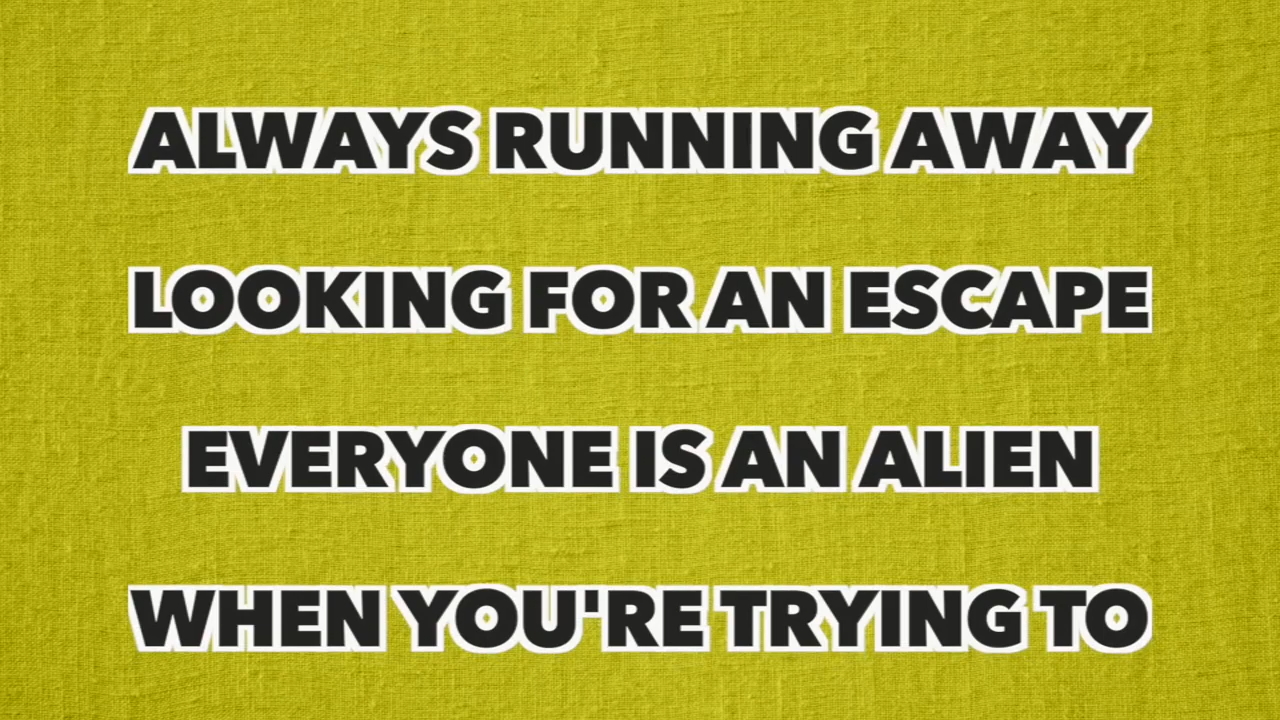 ALWAYS RUNNING AWAY
LOOKING FOR AN ESCAPE
EVERYONE IS AN ALIEN
WHEN YOU'RE TRYING TO